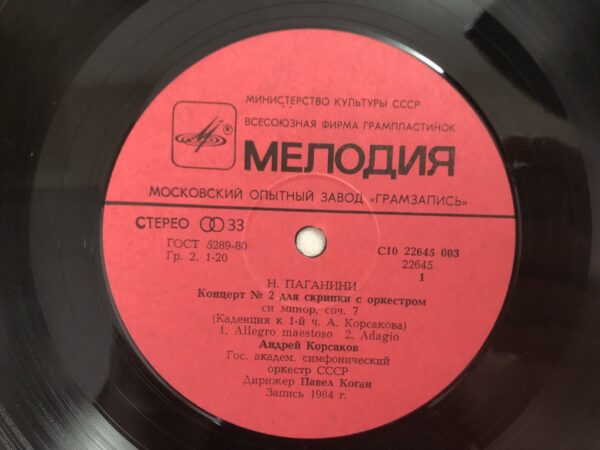 МИНИСТЕРСТВО КУЛЬТУРЫ СССР
ВСЕСОЮЗНАЯ ФИРМА ГРАМПЛАСТИНОК
®
МЕЛОДИЯ
МОСКОВСКИЙ ОПЫТНЫЙ ЗАВОД «ГРАМЗАПИСЬ»
СТЕРЕО 33
ГОСТ 5289-80
Гр. 2. 1-20
С10 22645 003
22645
1
Н. ПАГАНИНИ
Концерт № 2 для скрипки с оркестром
си минор, соч. 7
(Каденция к 1-й ч. А. Корсакова)
1. Allegro maestoso 2. Adagio
Андрей Корсаков
Гос. академ. симфонический
оркестр СССР
Дирижер Павел Коган
Запись 1984 г.